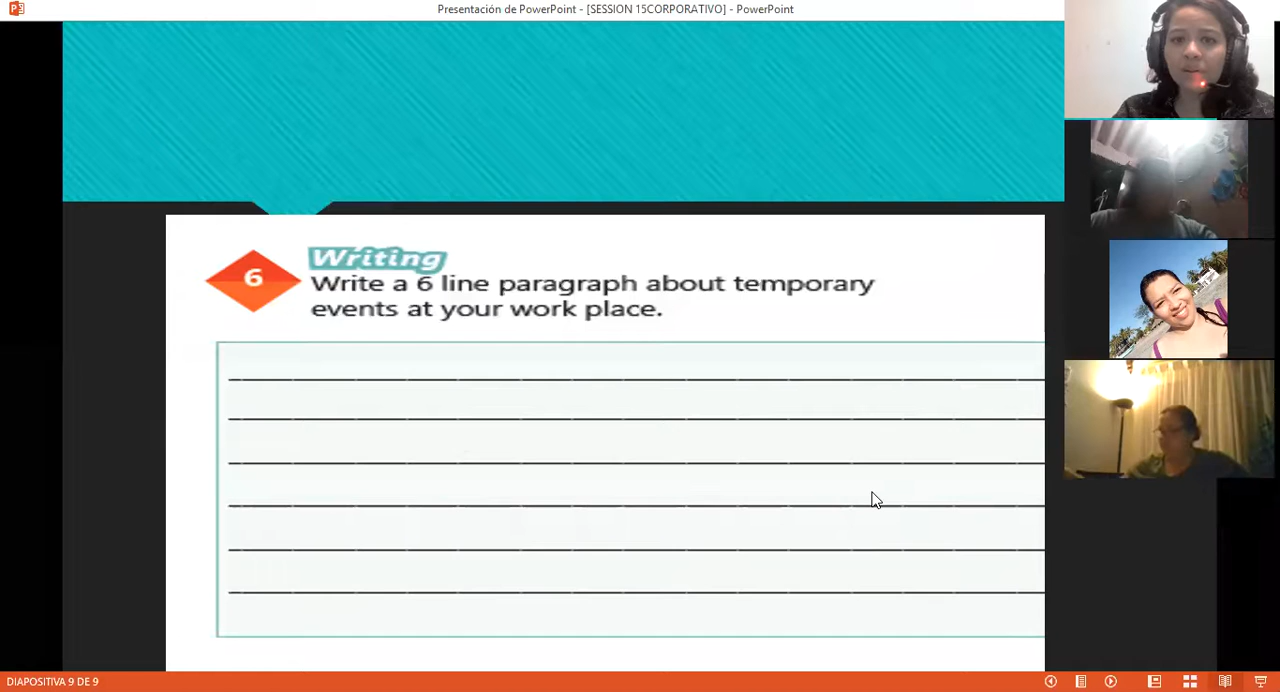 Presentación de PowerPoint - [SESSION 15CORPORATIVO] - PowerPoint
6
Writing
Write a 6 line paragraph about temporary
events at your work place.
DIAPOSITIVA 9 DE 9